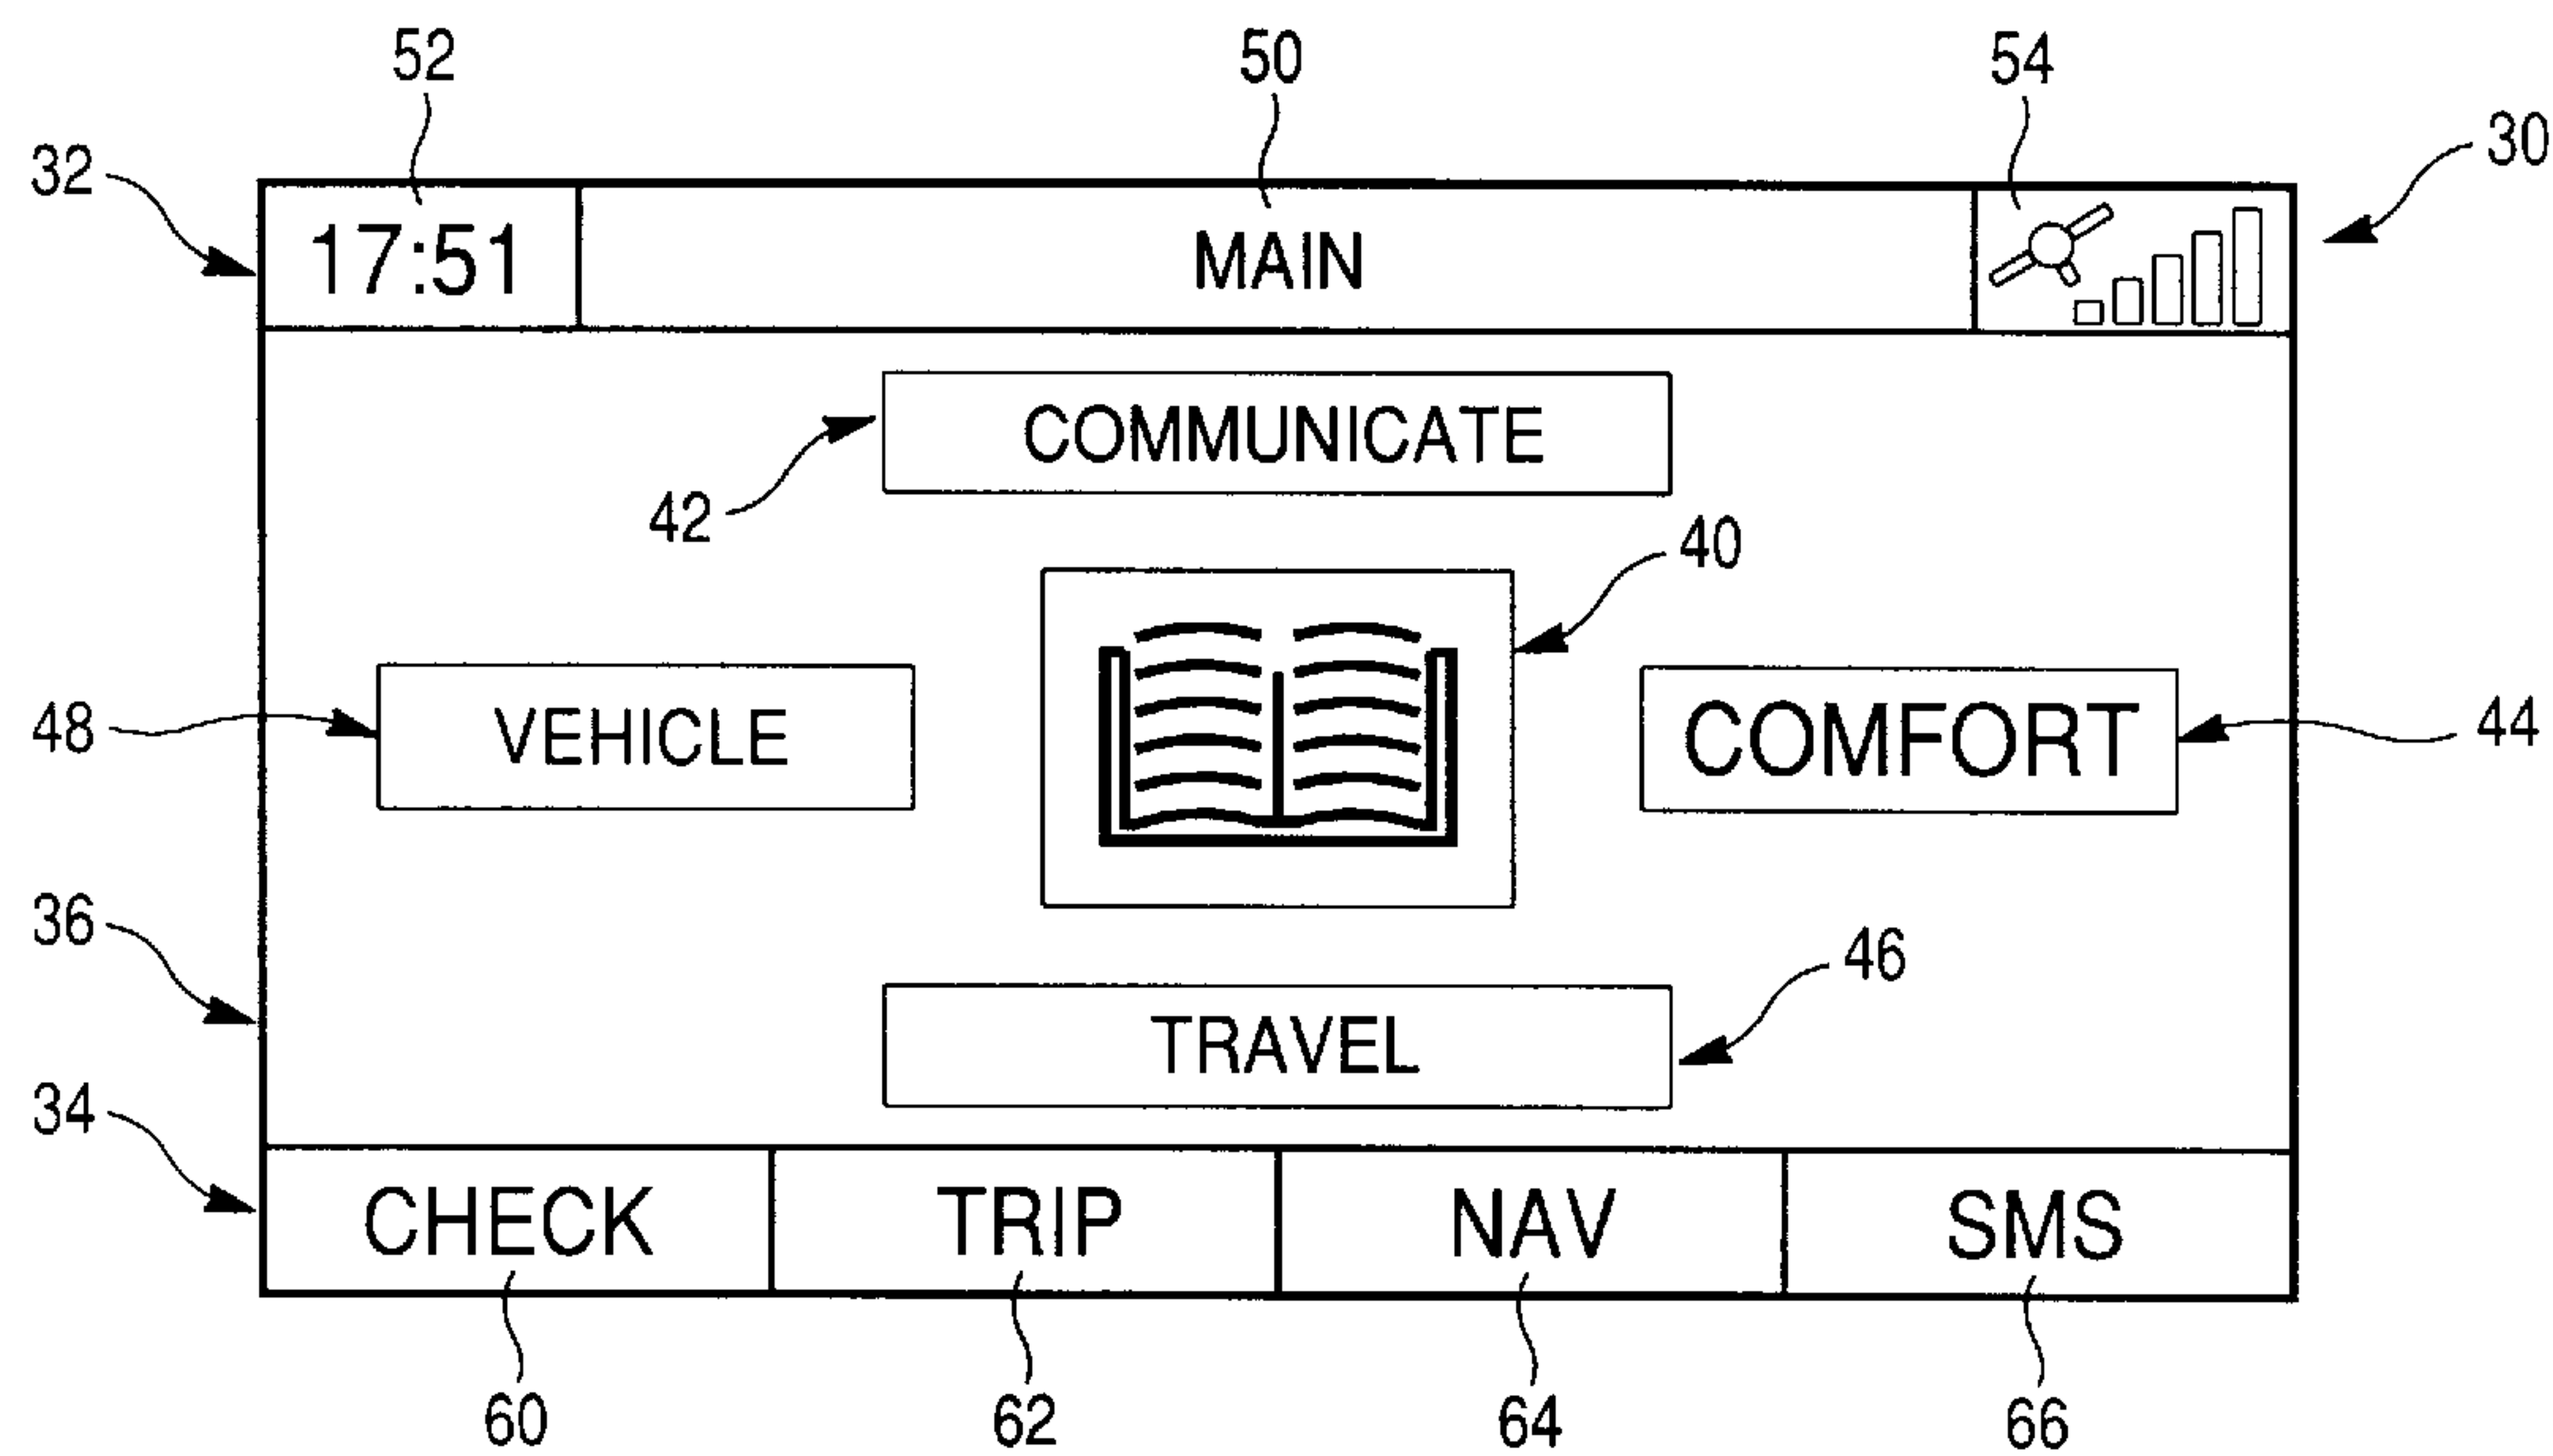 52 50 54
32 30
17:51 MAIN
COMMUNICATE
42
40
48 VEHICLE COMFORT 44
36
46
TRAVEL
34
CHECK TRIP NAV SMS
60 62 64 66